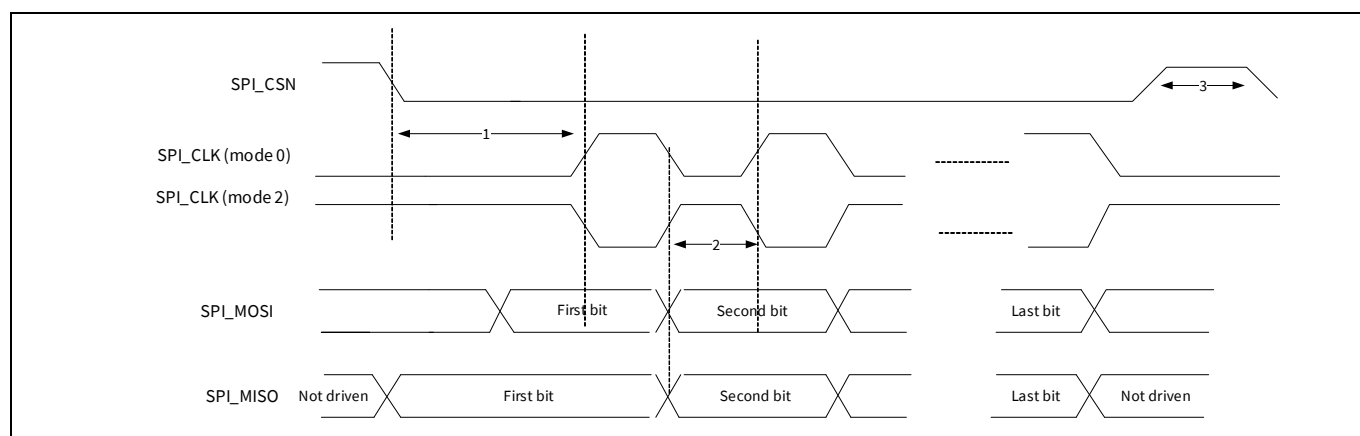 SPI_CSN
3
1
SPI_CLK (mode 0)
SPI_CLK (mode 2)
2
SPI_MOSI First bit Second bit Last bit
SPI_MISO Not driven First bit Second bit Last bit Not driven